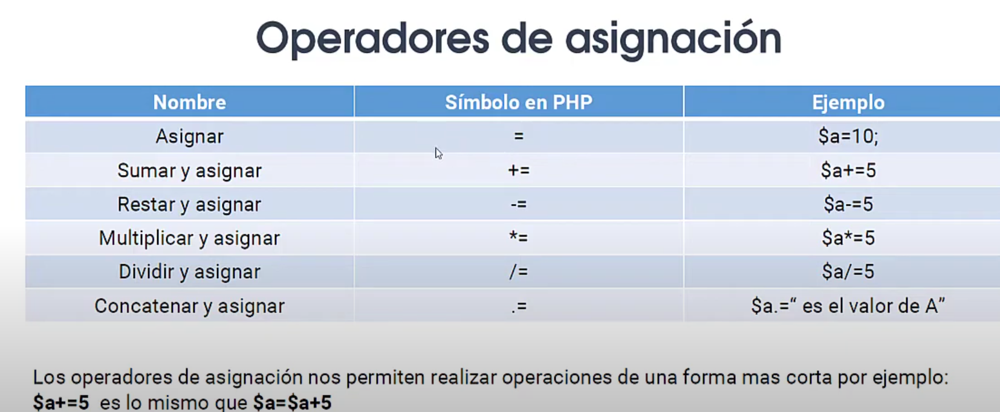 Operadores de asignación
Nombre Símbolo en PHP Ejemplo
Asignar = $a=10;
Sumar y asignar += $a+=5
Restar y asignar -= $a-=5
Multiplicar y asignar *= $a*=5
Dividir y asignar /= $a/=5
Concatenar y asignar .= $a.=“ es el valor de A”
Los operadores de asignación nos permiten realizar operaciones de una forma mas corta por ejemplo:
$a+=5 es lo mismo que $a=$a+5